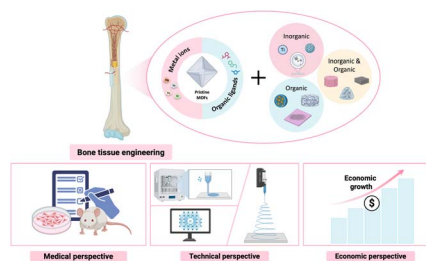 Metal ions
Pristine
MOFs
Organic ligands
Inorganic
Inorganic &
Organic
Organic
Bone tissue engineering
Economic
growth
$
Medical perspective
Technical perspective
Economic perspective